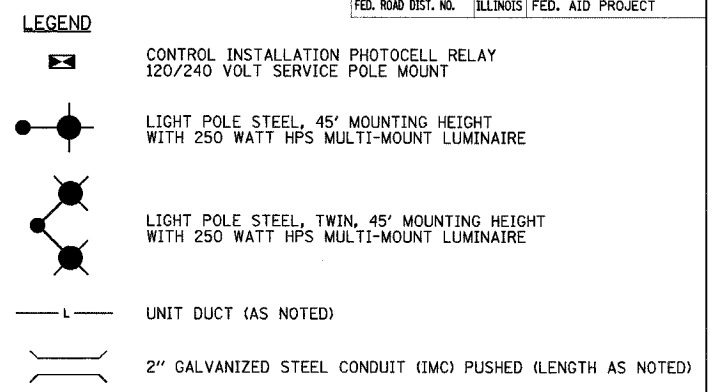 FED. ROAD DIST. NO. ILLINOIS FED. AID PROJECT
LEGEND
CONTROL INSTALLATION PHOTOCELL RELAY
120/240 VOLT SERVICE POLE MOUNT
LIGHT POLE STEEL, 45' MOUNTING HEIGHT
WITH 250 WATT HPS MULTI-MOUNT LUMINAIRE
LIGHT POLE STEEL, TWIN, 45' MOUNTING HEIGHT
WITH 250 WATT HPS MULTI-MOUNT LUMINAIRE
L UNIT DUCT (AS NOTED)
2" GALVANIZED STEEL CONDUIT (IMC) PUSHED (LENGTH AS NOTED)